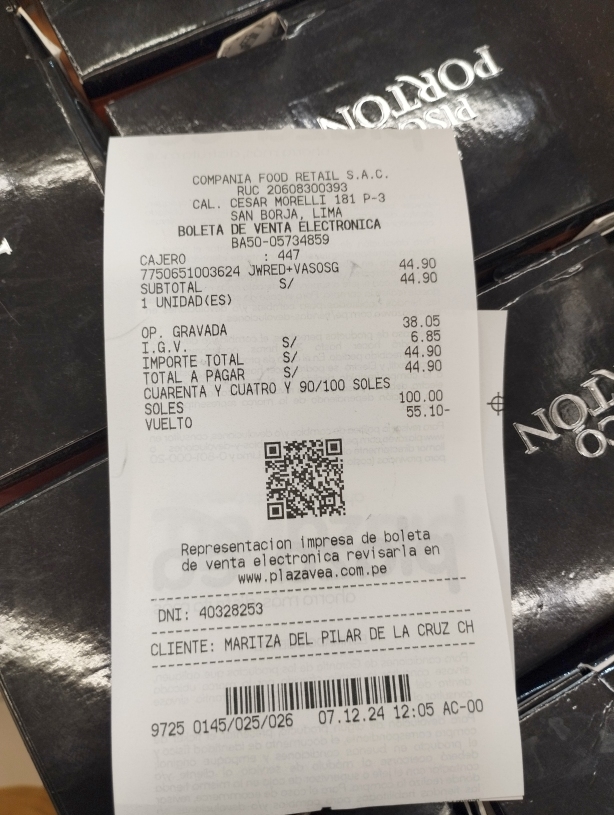 PISCO
PORTÓN
COMPANIA FOOD RETAIL S.A.C.
RUC 20608300393
CAL. CESAR MORELLI 181 P-3
SAN BORJA, LIMA
BOLETA DE VENTA ELECTRONICA
BA50-05734859
CAJERO : 447
7750651003624 JWRED+VASOSG 44.90
SUBTOTAL S/ 44.90
1 UNIDAD(ES)
OP. GRAVADA S/ 38.05
I.G.V. S/ 6.85
IMPORTE TOTAL S/ 44.90
TOTAL A PAGAR S/ 44.90
CUARENTA Y CUATRO Y 90/100 SOLES
SOLES 100.00
VUELTO 55.10-
Representacion impresa de boleta
de venta electronica revisarla en
www.plazavea.com.pe
DNI: 40328253
CLIENTE: MARITZA DEL PILAR DE LA CRUZ CH
9725 0145/025/026 07.12.24 12:05 AC-00